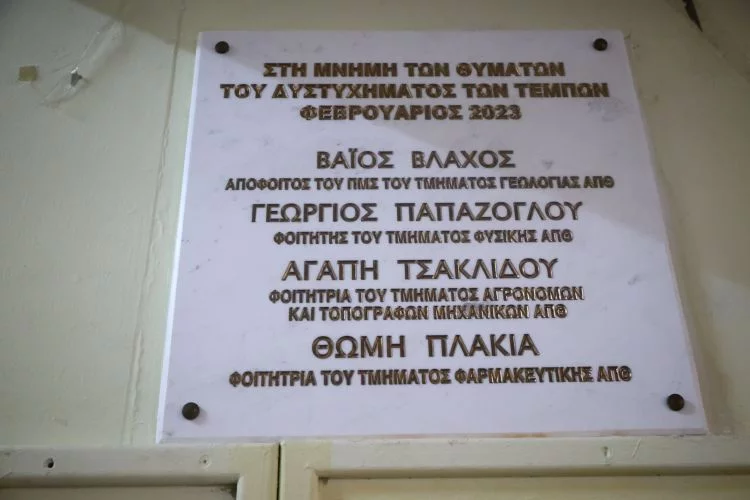 ΣΤΗ ΜΝΗΜΗ ΤΩΝ ΘΥΜΑΤΩΝ
ΤΟΥ ΔΥΣΤΥΧΗΜΑΤΟΣ ΤΩΝ ΤΕΜΠΩΝ
ΦΕΒΡΟΥΑΡΙΟΣ 2023
ΒΑΪΟΣ ΒΛΑΧΟΣ
ΑΠΟΦΟΙΤΟΣ ΤΟΥ ΠΜΣ ΤΟΥ ΤΜΗΜΑΤΟΣ ΓΕΩΛΟΓΙΑΣ ΑΠΘ
ΓΕΩΡΓΙΟΣ ΠΑΠΑΖΟΓΛΟΥ
ΦΟΙΤΗΤΗΣ ΤΟΥ ΤΜΗΜΑΤΟΣ ΦΥΣΙΚΗΣ ΑΠΘ
ΑΓΑΠΗ ΤΣΑΚΛΙΔΟΥ
ΦΟΙΤΗΤΡΙΑ ΤΟΥ ΤΜΗΜΑΤΟΣ ΑΓΡΟΝΟΜΩΝ
ΚΑΙ ΤΟΠΟΓΡΑΦΩΝ ΜΗΧΑΝΙΚΩΝ ΑΠΘ
ΘΩΜΗ ΠΛΑΚΙΑ
ΦΟΙΤΗΤΡΙΑ ΤΟΥ ΤΜΗΜΑΤΟΣ ΦΑΡΜΑΚΕΥΤΙΚΗΣ ΑΠΘ